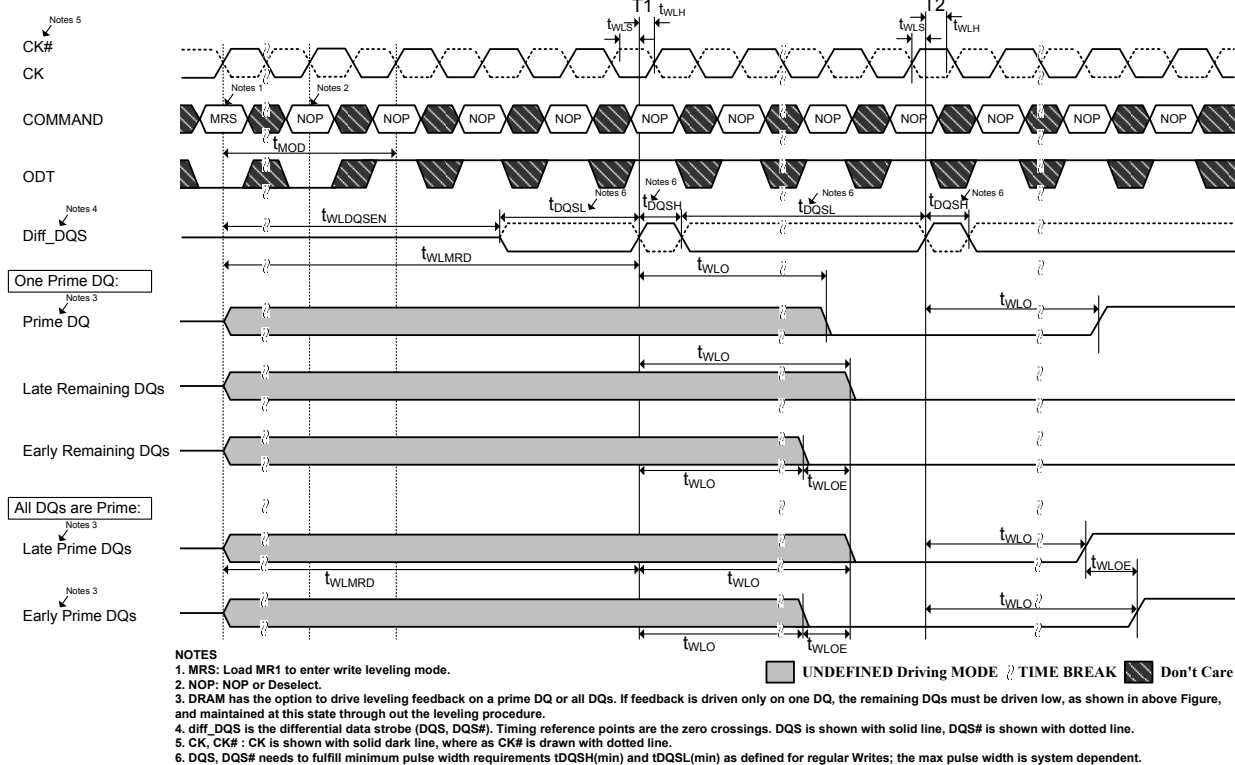 T1 T2
Notes 5 tWLS tWLH tWLS tWLH
CK#
CK
Notes 1 Notes 2
COMMAND MRS NOP NOP NOP NOP NOP NOP NOP NOP NOP NOP NOP
tMOD
ODT
Notes 4 tWLDQSEN tDQSL Notes 6 tDQSH Notes 6 tDQSL Notes 6 tDQSH Notes 6
Diff_DQS
tWLMRD
One Prime DQ: tWLO
Notes 3 tWLO
Prime DQ
tWLO
Late Remaining DQs
Early Remaining DQs
tWLO tWLOE
All DQs are Prime:
Notes 3
Late Prime DQs tWLO
tWLMRD tWLO tWLOE
Notes 3
Early Prime DQs tWLO
tWLO tWLOE
NOTES
1. MRS: Load MR1 to enter write leveling mode.
UNDEFINED Driving MODE TIME BREAK Don't Care
2. NOP: NOP or Deselect.
3. DRAM has the option to drive leveling feedback on a prime DQ or all DQs. If feedback is driven only on one DQ, the remaining DQs must be driven low, as shown in above Figure,
and maintained at this state through out the leveling procedure.
4. diff_DQS is the differential data strobe (DQS, DQS#). Timing reference points are the zero crossings. DQS is shown with solid line, DQS# is shown with dotted line.
5. CK, CK# : CK is shown with solid dark line, where as CK# is drawn with dotted line.
6. DQS, DQS# needs to fulfill minimum pulse width requirements tDQSH(min) and tDQSL(min) as defined for regular Writes; the max pulse width is system dependent.